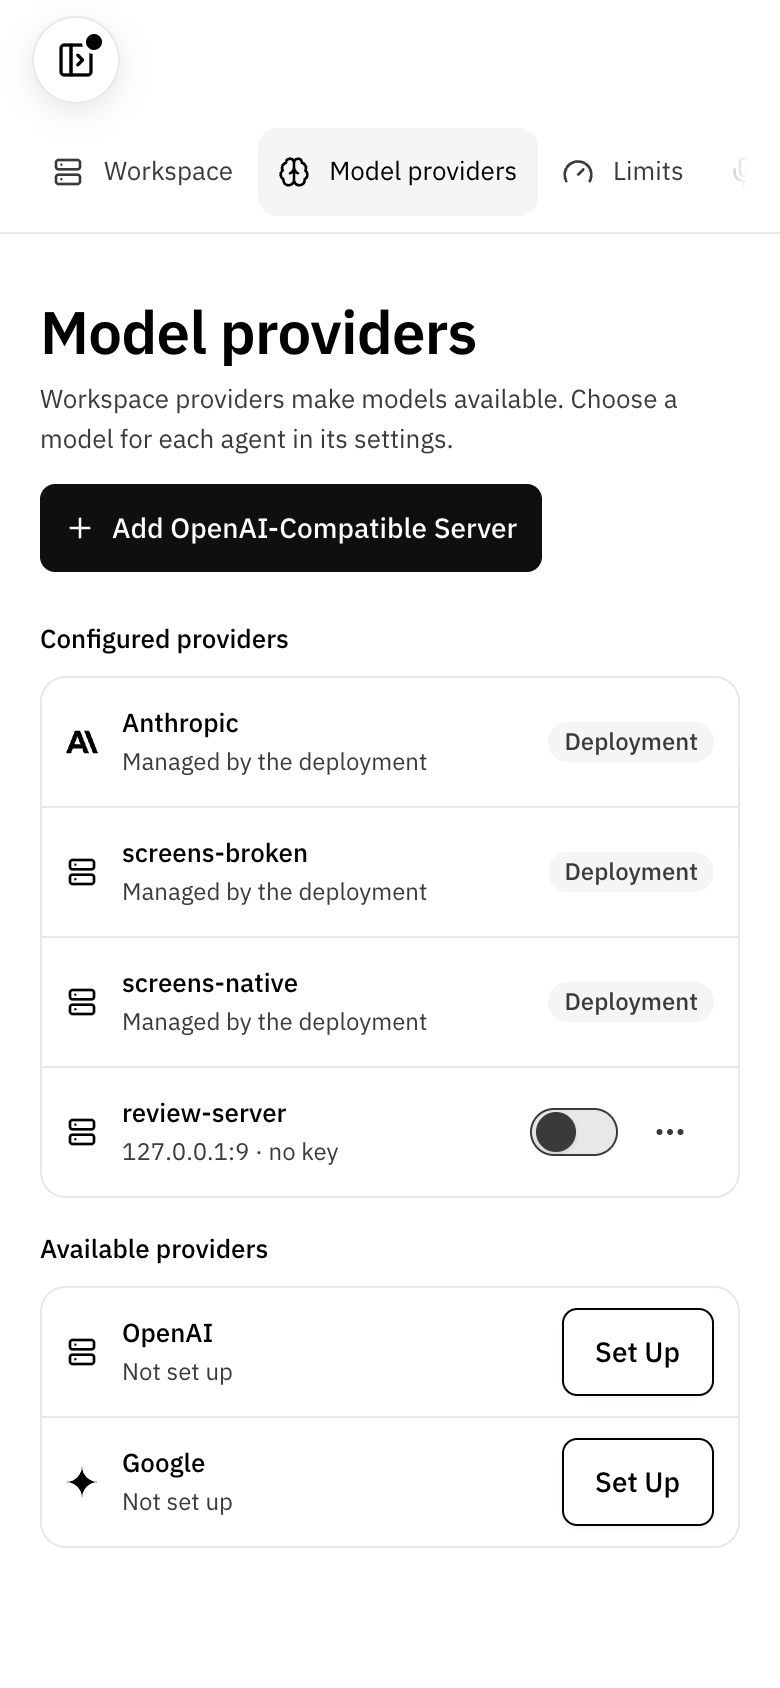 Workspace
Model providers
Limits
Model providers
Workspace providers make models available. Choose a
model for each agent in its settings.
Add OpenAI-Compatible Server
Configured providers
Anthropic
Managed by the deployment
Deployment
screens-broken
Managed by the deployment
Deployment
screens-native
Managed by the deployment
Deployment
review-server
127.0.0.1:9 · no key
Available providers
OpenAI
Not set up
Set Up
Google
Not set up
Set Up